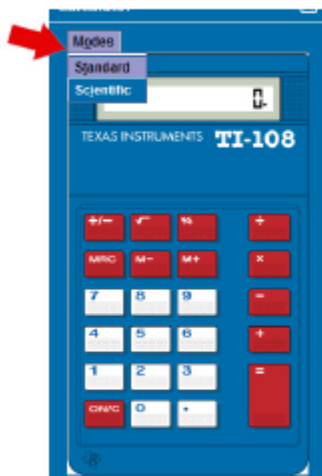 Modes
Standard
Scientific
0.
TEXAS INSTRUMENTS TI-108
+/− √ % ÷
MRC M− M+ ×
7 8 9 −
4 5 6 +
1 2 3 =
ON/C 0 .